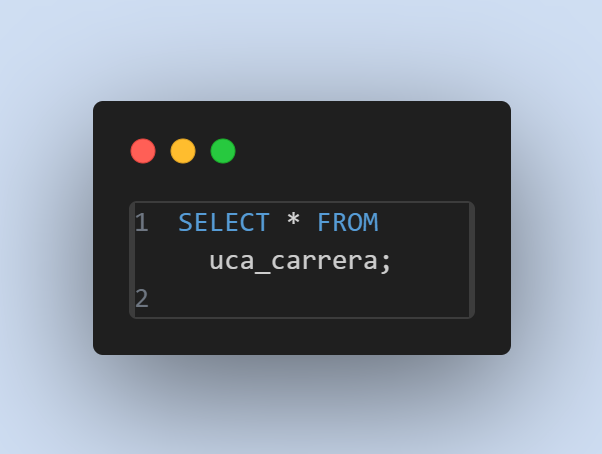 1 SELECT * FROM
uca_carrera;
2